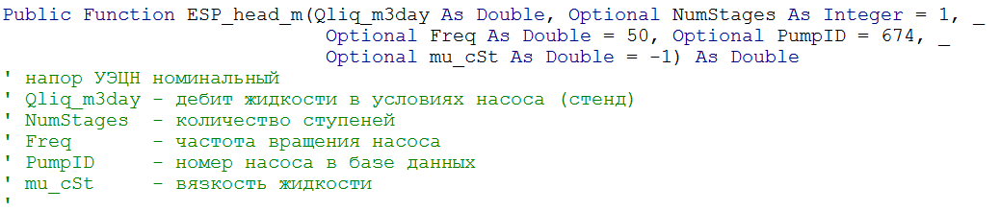 Public Function ESP_head_m(Qliq_m3day As Double, Optional NumStages As Integer = 1, _
Optional Freq As Double = 50, Optional PumpID = 674, _
Optional mu_cSt As Double = -1) As Double
' напор УЭЦН номинальный
' Qliq_m3day - дебит жидкости в условиях насоса (стенд)
' NumStages - количество ступеней
' Freq - частота вращения насоса
' PumpID - номер насоса в базе данных
' mu_cSt - вязкость жидкости
'